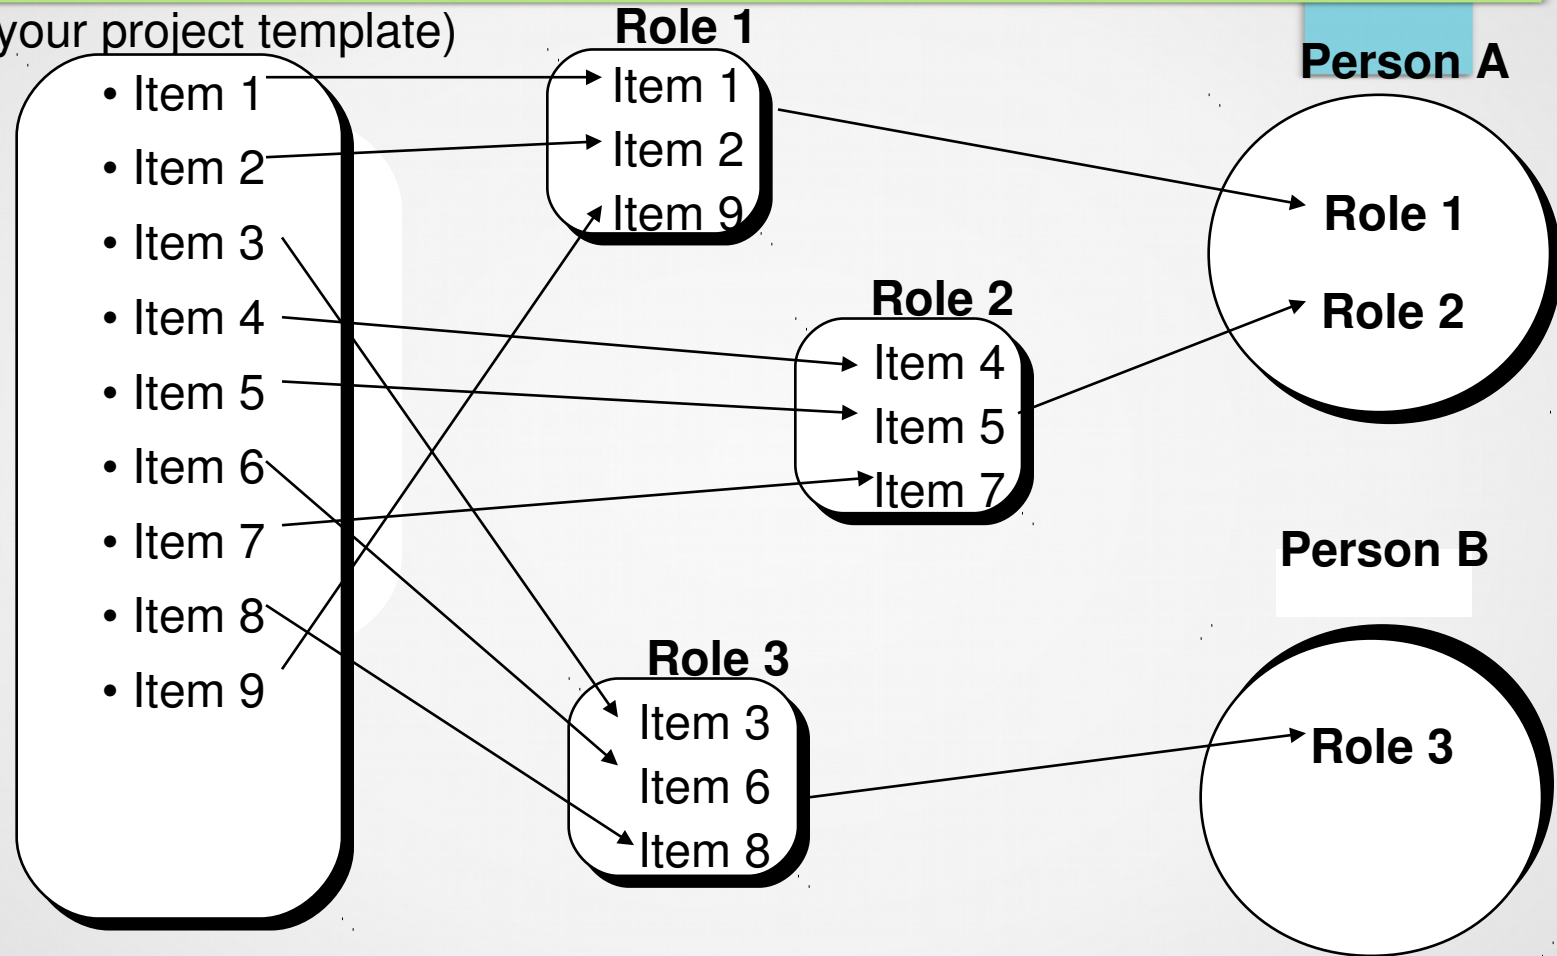 your project template)
• Item 1
• Item 2
• Item 3
• Item 4
• Item 5
• Item 6
• Item 7
• Item 8
• Item 9
Role 1
Item 1
Item 2
Item 9
Role 2
Item 4
Item 5
Item 7
Role 3
Item 3
Item 6
Item 8
Person A
Role 1
Role 2
Person B
Role 3